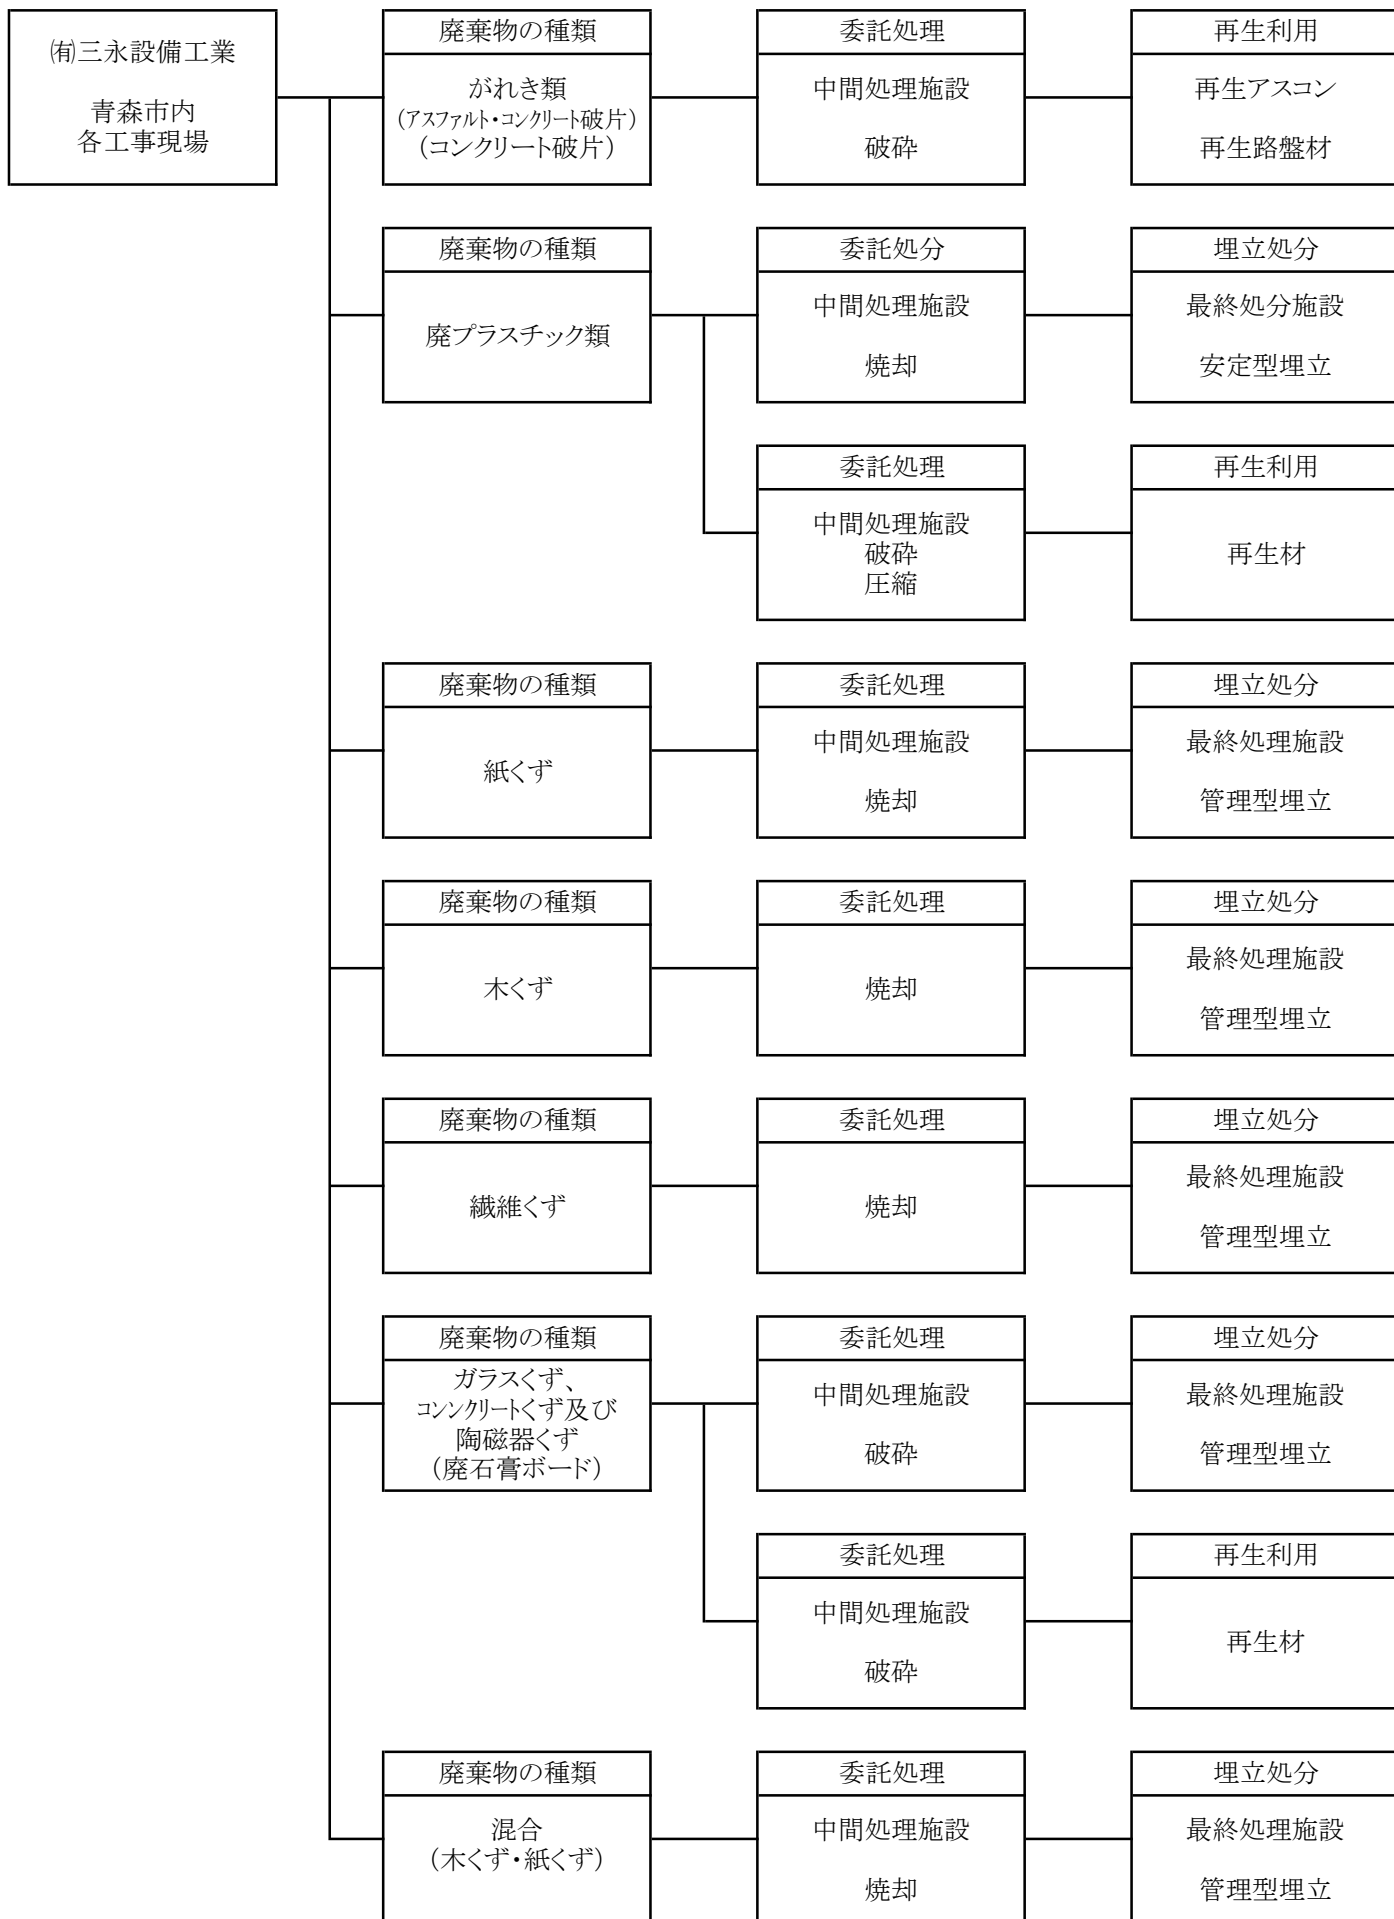 ㈲三永設備工業
青森市内
各工事現場
廃棄物の種類
がれき類
(アスファルト・コンクリート破片)
(コンクリート破片)
委託処理
中間処理施設
破砕
再生利用
再生アスコン
再生路盤材
廃棄物の種類
廃プラスチック類
委託処分
中間処理施設
焼却
埋立処分
最終処分施設
安定型埋立
委託処理
中間処理施設
破砕
圧縮
再生利用
再生材
廃棄物の種類
紙くず
委託処理
中間処理施設
焼却
埋立処分
最終処理施設
管理型埋立
廃棄物の種類
木くず
委託処理
焼却
埋立処分
最終処理施設
管理型埋立
廃棄物の種類
繊維くず
委託処理
焼却
埋立処分
最終処理施設
管理型埋立
廃棄物の種類
ガラスくず、
コンンクリートくず及び
陶磁器くず
(廃石膏ボード)
委託処理
中間処理施設
破砕
埋立処分
最終処理施設
管理型埋立
委託処理
中間処理施設
破砕
再生利用
再生材
廃棄物の種類
混合
(木くず・紙くず)
委託処理
中間処理施設
焼却
埋立処分
最終処理施設
管理型埋立